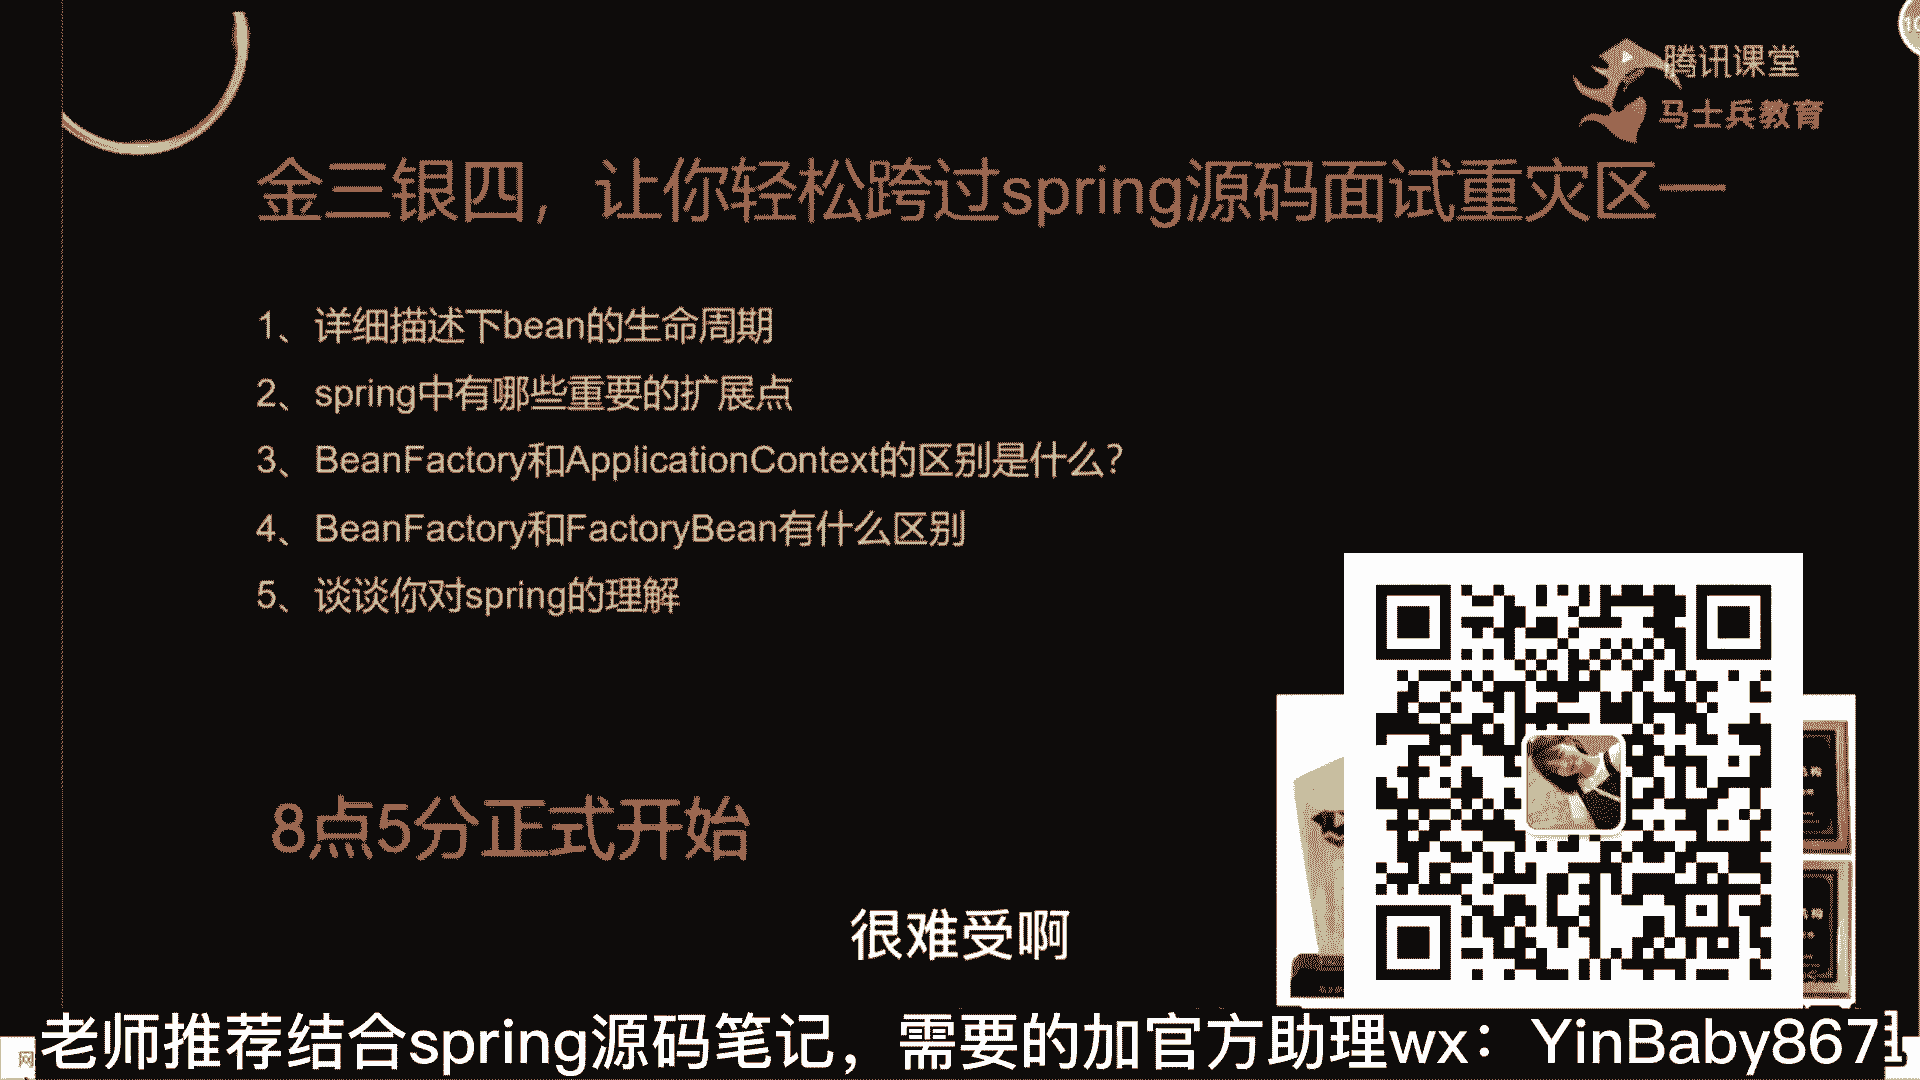 腾讯课堂
马士兵教育
金三银四，让你轻松跨过spring源码面试重灾区一
1、详细描述下bean的生命周期
2、spring中有哪些重要的扩展点
3、BeanFactory和ApplicationContext的区别是什么？
4、BeanFactory和FactoryBean有什么区别
5、谈谈你对spring的理解
8点5分正式开始
很难受啊
老师推荐结合spring源码笔记，需要的加官方助理wx：YinBaby867